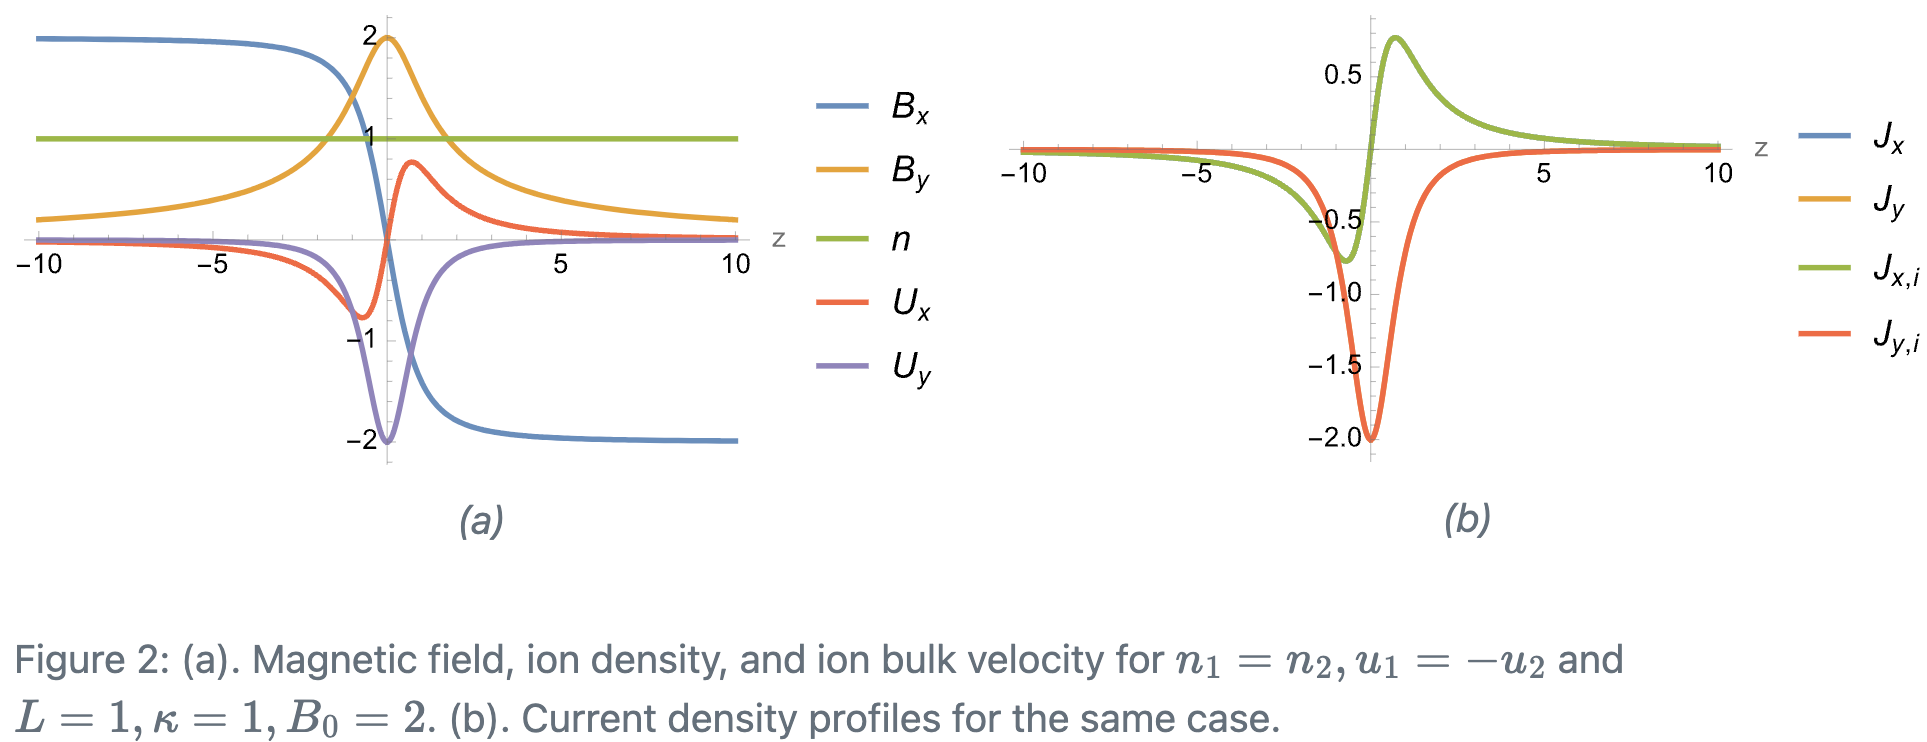 2
1
−1
−2
−10
−5
5
10
z
Bx
By
n
Ux
Uy
(a)
0.5
−0.5
−1.0
−1.5
−2.0
−10
−5
5
10
z
Jx
Jy
Jx,i
Jy,i
(b)
Figure 2: (a). Magnetic field, ion density, and ion bulk velocity for n₁ = n₂, u₁ = −u₂ and
L = 1, κ = 1, B₀ = 2. (b). Current density profiles for the same case.